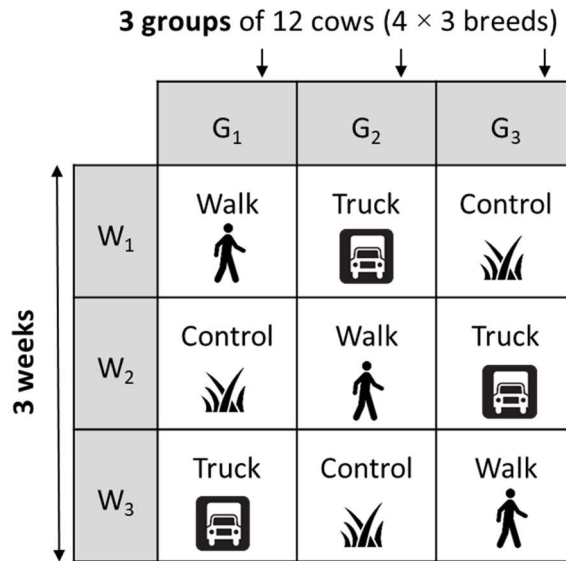 3 groups of 12 cows (4 × 3 breeds)
G₁ G₂ G₃
W₁ Walk Truck Control
W₂ Control Walk Truck
W₃ Truck Control Walk
3 weeks